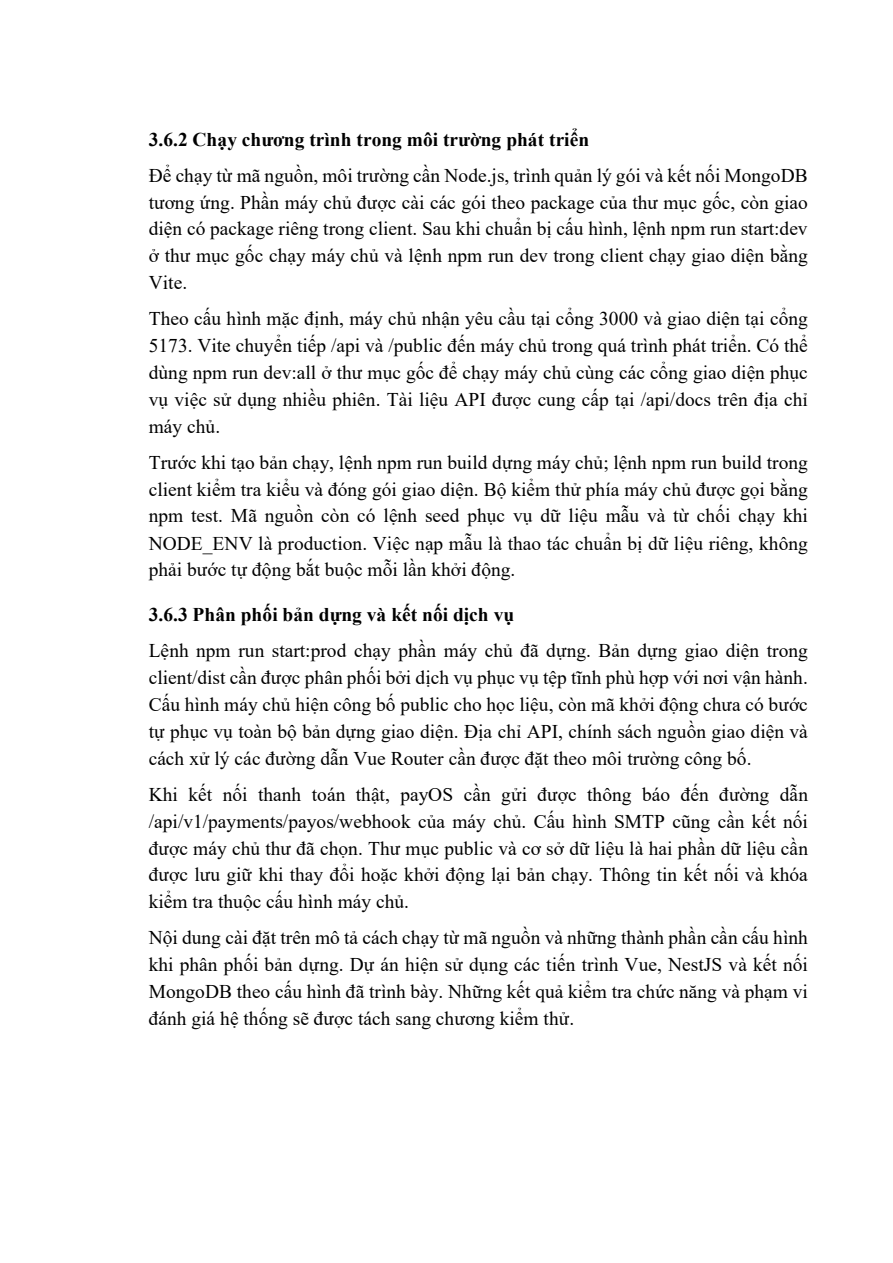 3.6.2 Chạy chương trình trong môi trường phát triển
Để chạy từ mã nguồn, môi trường cần Node.js, trình quản lý gói và kết nối MongoDB
tương ứng. Phần máy chủ được cài các gói theo package của thư mục gốc, còn giao
diện có package riêng trong client. Sau khi chuẩn bị cấu hình, lệnh npm run start:dev
ở thư mục gốc chạy máy chủ và lệnh npm run dev trong client chạy giao diện bằng
Vite.
Theo cấu hình mặc định, máy chủ nhận yêu cầu tại cổng 3000 và giao diện tại cổng
5173. Vite chuyển tiếp /api và /public đến máy chủ trong quá trình phát triển. Có thể
dùng npm run dev:all ở thư mục gốc để chạy máy chủ cùng các cổng giao diện phục
vụ việc sử dụng nhiều phiên. Tài liệu API được cung cấp tại /api/docs trên địa chỉ
máy chủ.
Trước khi tạo bản chạy, lệnh npm run build dựng máy chủ; lệnh npm run build trong
client kiểm tra kiểu và đóng gói giao diện. Bộ kiểm thử phía máy chủ được gọi bằng
npm test. Mã nguồn còn có lệnh seed phục vụ dữ liệu mẫu và từ chối chạy khi
NODE_ENV là production. Việc nạp mẫu là thao tác chuẩn bị dữ liệu riêng, không
phải bước tự động bắt buộc mỗi lần khởi động.
3.6.3 Phân phối bản dựng và kết nối dịch vụ
Lệnh npm run start:prod chạy phần máy chủ đã dựng. Bản dựng giao diện trong
client/dist cần được phân phối bởi dịch vụ phục vụ tệp tĩnh phù hợp với nơi vận hành.
Cấu hình máy chủ hiện công bố public cho học liệu, còn mã khởi động chưa có bước
tự phục vụ toàn bộ bản dựng giao diện. Địa chỉ API, chính sách nguồn giao diện và
cách xử lý các đường dẫn Vue Router cần được đặt theo môi trường công bố.
Khi kết nối thanh toán thật, payOS cần gửi được thông báo đến đường dẫn
/api/v1/payments/payos/webhook của máy chủ. Cấu hình SMTP cũng cần kết nối
được máy chủ thư đã chọn. Thư mục public và cơ sở dữ liệu là hai phần dữ liệu cần
được lưu giữ khi thay đổi hoặc khởi động lại bản chạy. Thông tin kết nối và khóa
kiểm tra thuộc cấu hình máy chủ.
Nội dung cài đặt trên mô tả cách chạy từ mã nguồn và những thành phần cần cấu hình
khi phân phối bản dựng. Dự án hiện sử dụng các tiến trình Vue, NestJS và kết nối
MongoDB theo cấu hình đã trình bày. Những kết quả kiểm tra chức năng và phạm vi
đánh giá hệ thống sẽ được tách sang chương kiểm thử.